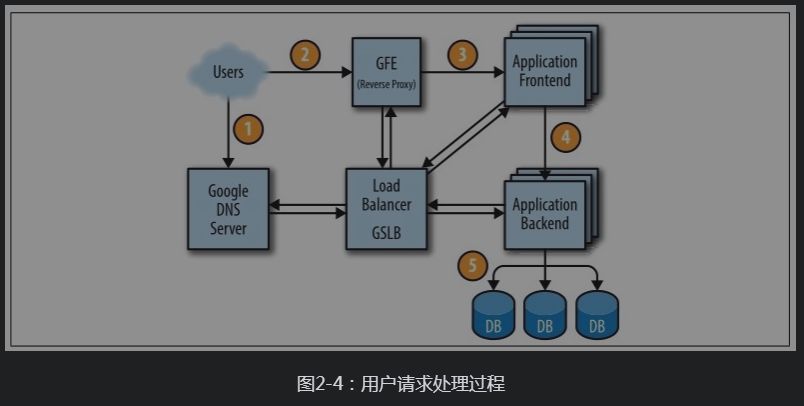 Users
2
GFE
(Reverse Proxy)
3
Application
Frontend
1
4
Google
DNS
Server
Load
Balancer
GSLB
Application
Backend
5
DB
DB
DB
图2-4：用户请求处理过程